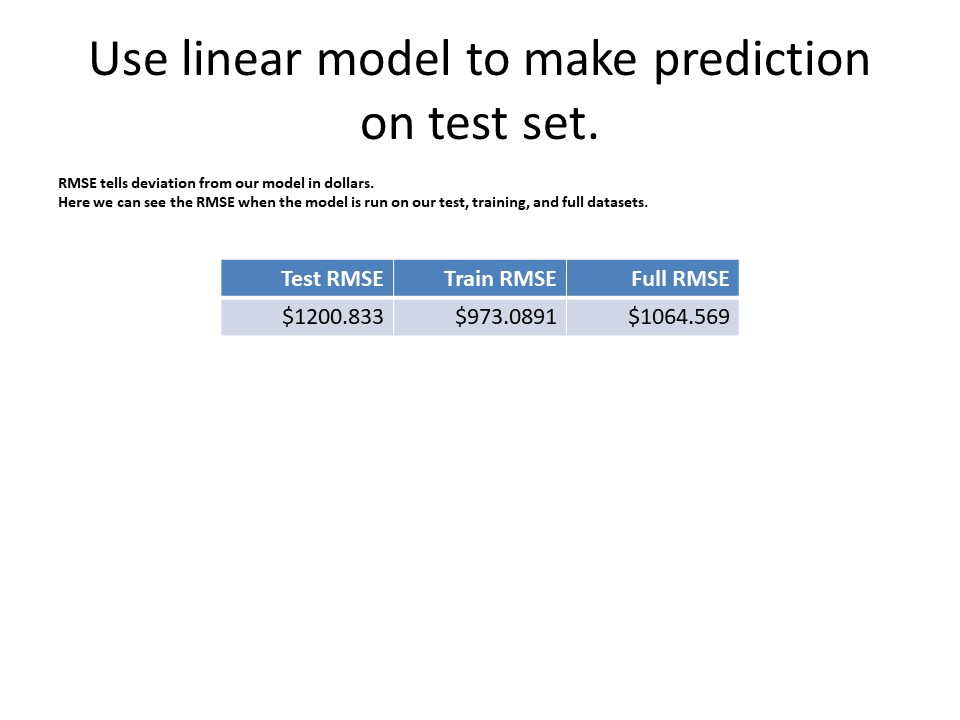 Use linear model to make prediction
on test set.
RMSE tells deviation from our model in dollars.
Here we can see the RMSE when the model is run on our test, training, and full datasets.
Test RMSE Train RMSE Full RMSE
$1200.833 $973.0891 $1064.569